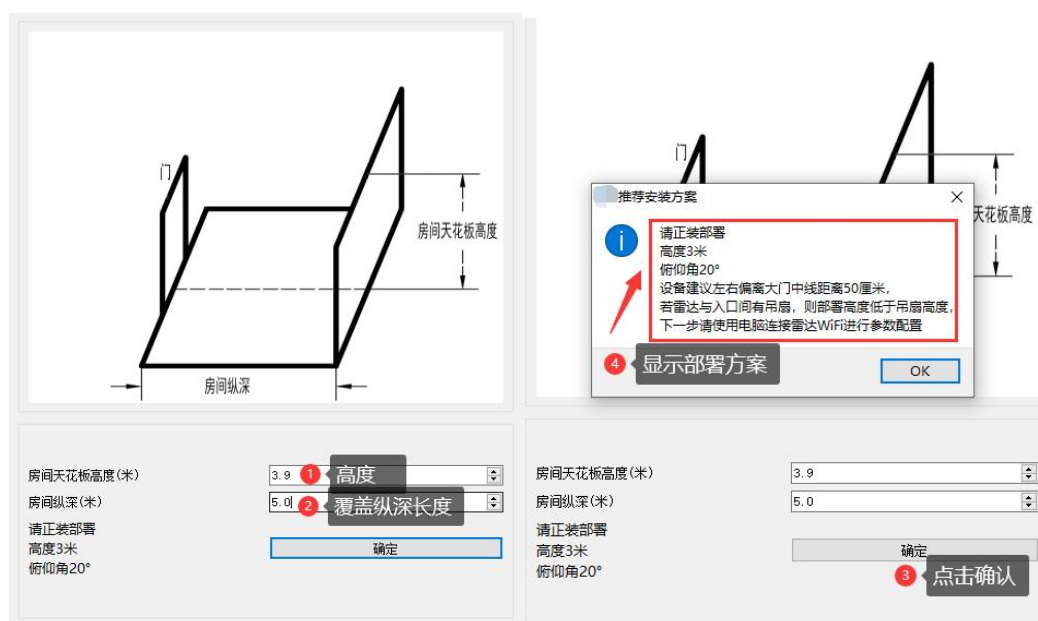 门
房间天花板高度
房间纵深
房间天花板高度(米)
3.9
1 高度
房间纵深(米)
5.0
2 覆盖纵深长度
请正装部署
高度3米
俯仰角20°
确定
门
天花板高度
推荐安装方案
请正装部署
高度3米
俯仰角20°
设备建议左右偏离大门中线距离50厘米，
若雷达与入口间有吊扇，则部署高度低于吊扇高度，
下一步请使用电脑连接雷达WiFi进行参数配置
4 显示部署方案
OK
房间天花板高度(米)
3.9
房间纵深(米)
5.0
请正装部署
高度3米
俯仰角20°
确定
3 点击确认